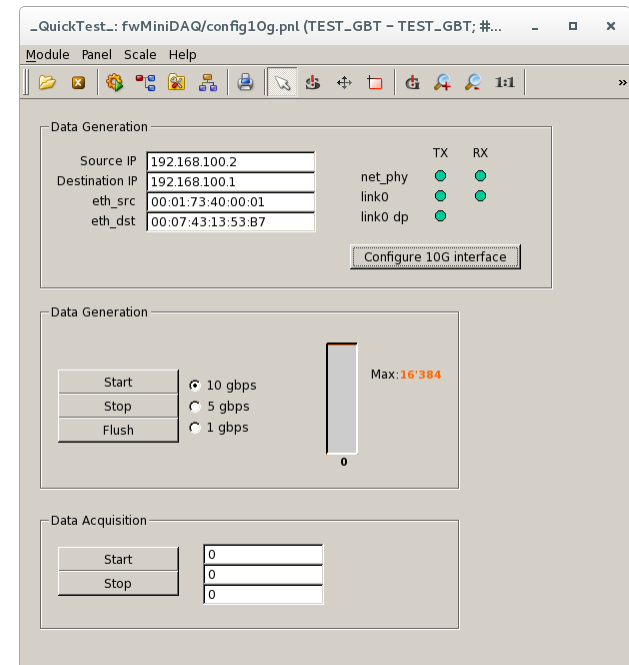 _QuickTest_: fwMiniDAQ/config10g.pnl (TEST_GBT - TEST_GBT; #...
Module Panel Scale Help
1:1 »
Data Generation
TX RX
Source IP 192.168.100.2
Destination IP 192.168.100.1
eth_src 00:01:73:40:00:01
eth_dst 00:07:43:13:53:B7
net_phy
link0
link0 dp
Configure 10G interface
Data Generation
Max:16'384
Start
Stop
Flush
10 gbps
5 gbps
1 gbps
0
Data Acquisition
Start
Stop
0
0
0